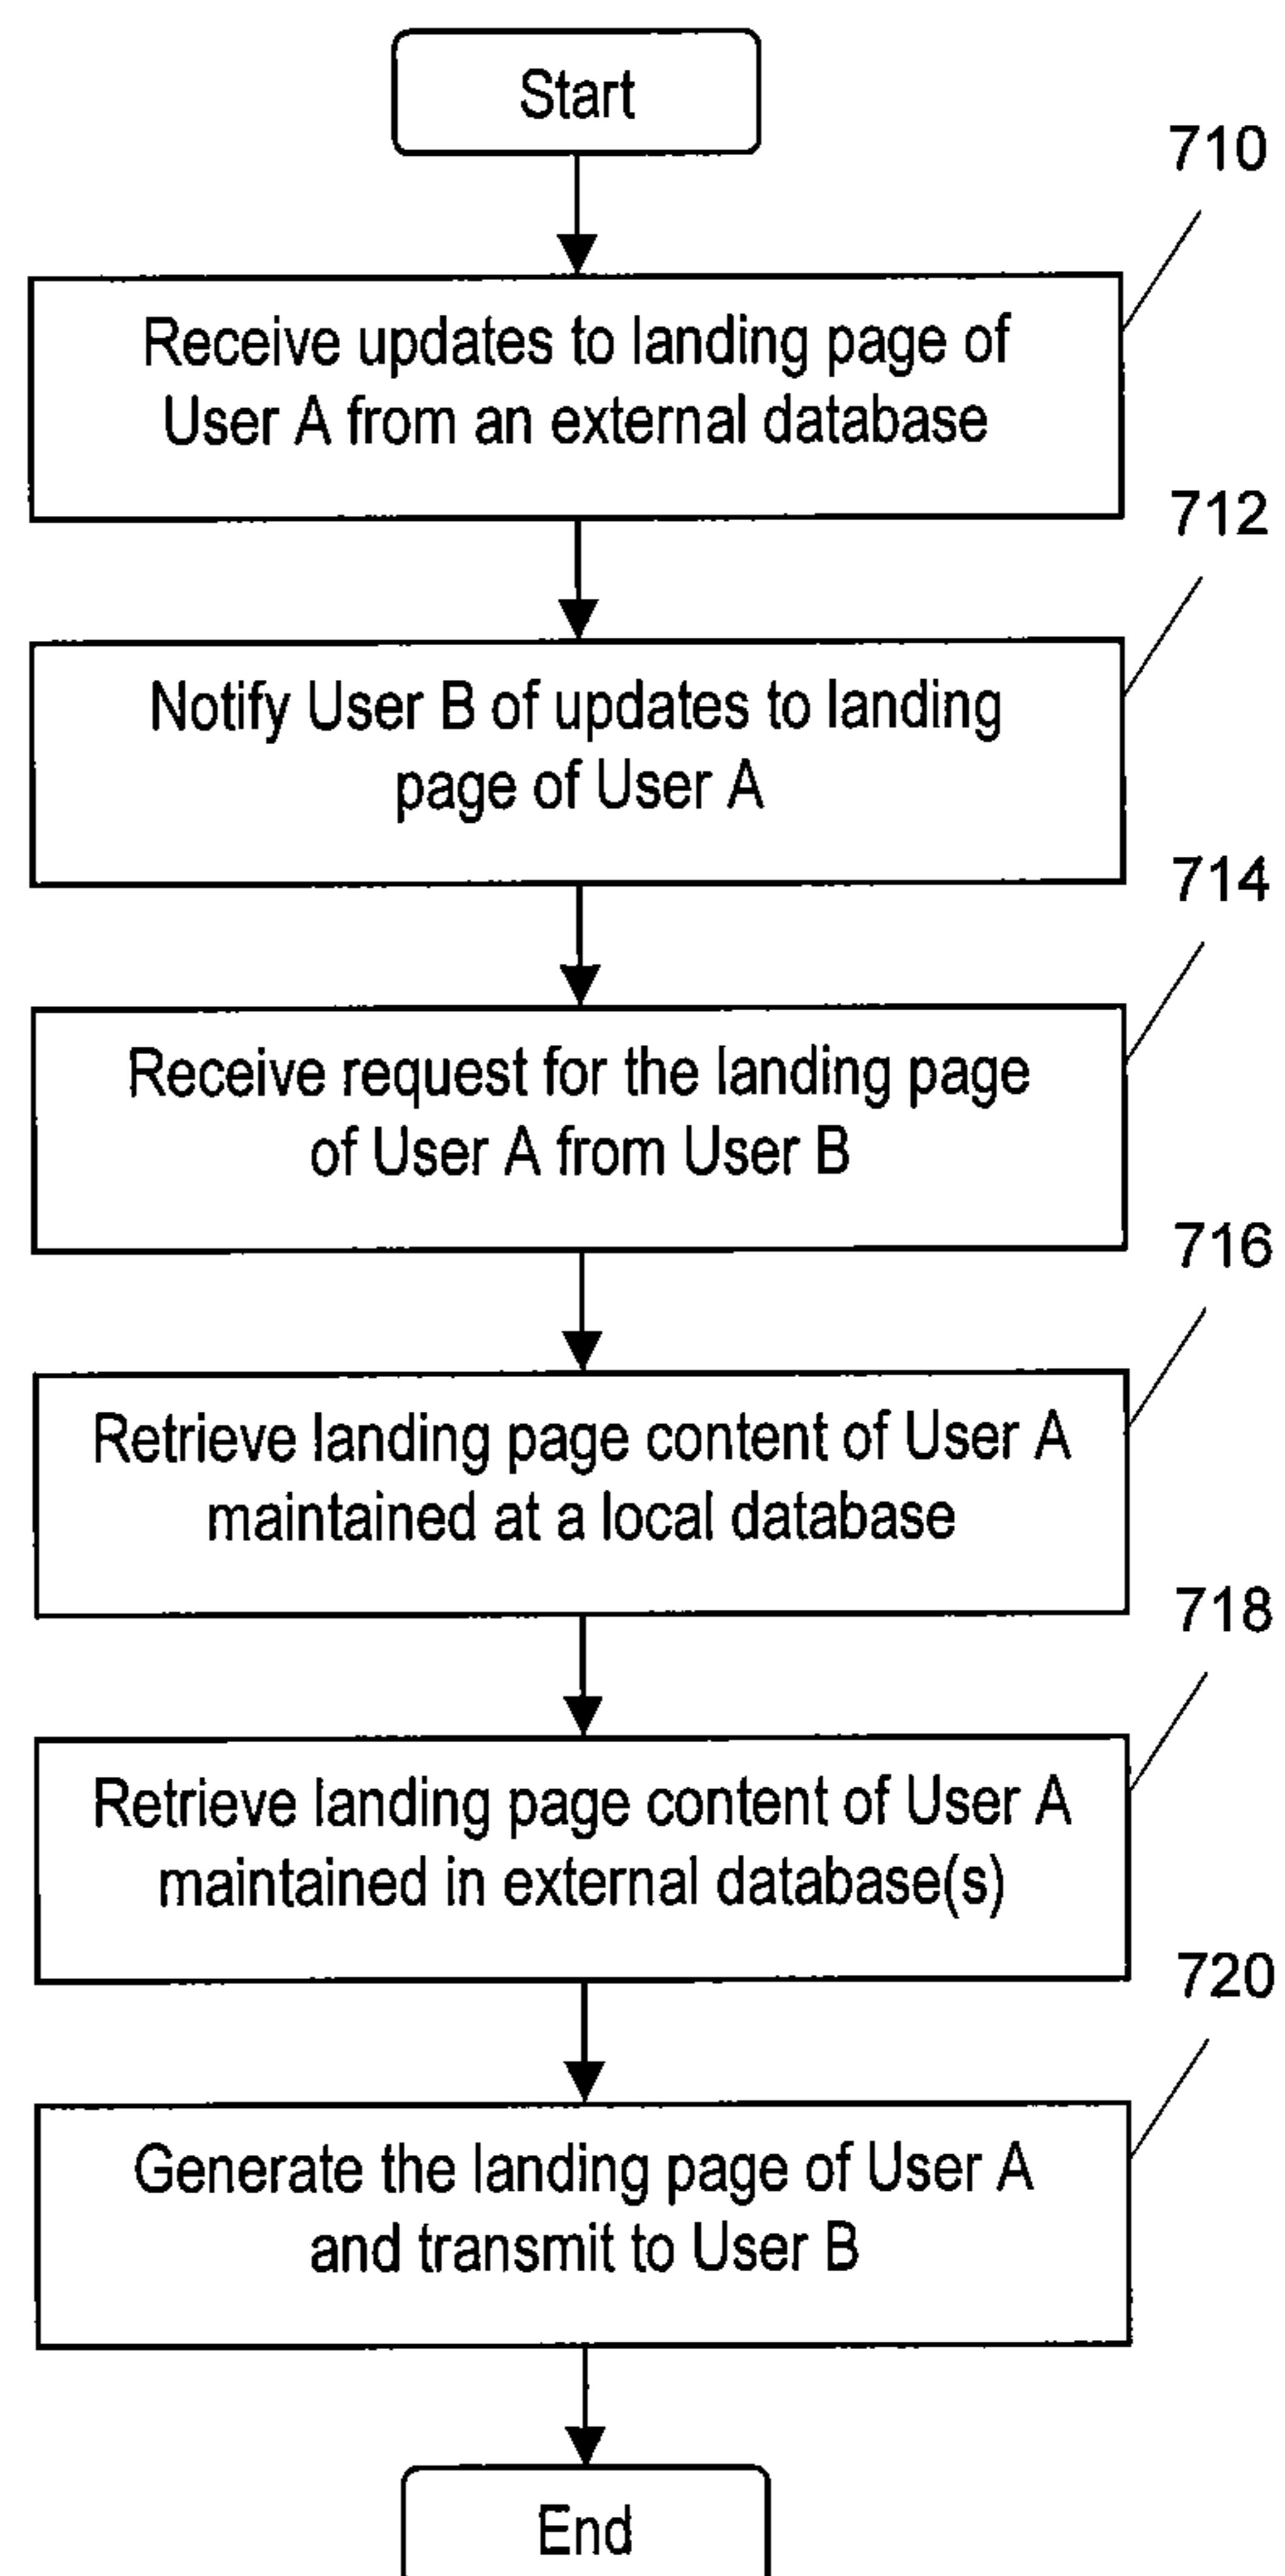 Start
710
Receive updates to landing page of
User A from an external database
712
Notify User B of updates to landing
page of User A
714
Receive request for the landing page
of User A from User B
716
Retrieve landing page content of User A
maintained at a local database
718
Retrieve landing page content of User A
maintained in external database(s)
720
Generate the landing page of User A
and transmit to User B
End